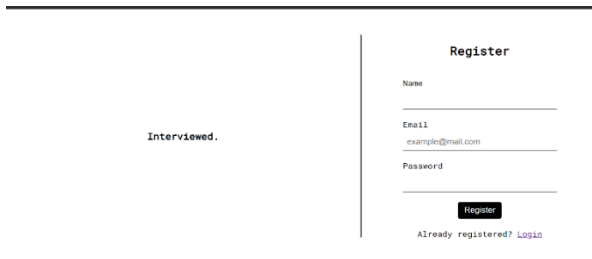 Interviewed.
Register
Name
Email
example@mail.com
Password
Register
Already registered? Login